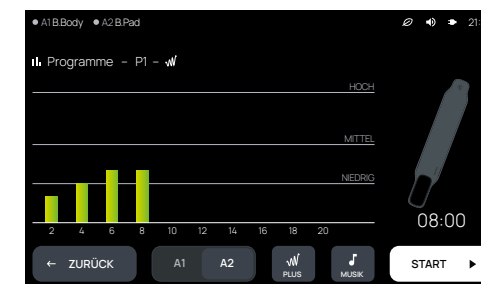 A1 B.Body A2 B.Pad 21:
Programme – P1 –
HOCH
MITTEL
NIEDRIG
2 4 6 8 10 12 14 16 18 20
08:00
← ZURÜCK A1 A2 PLUS MUSIK START